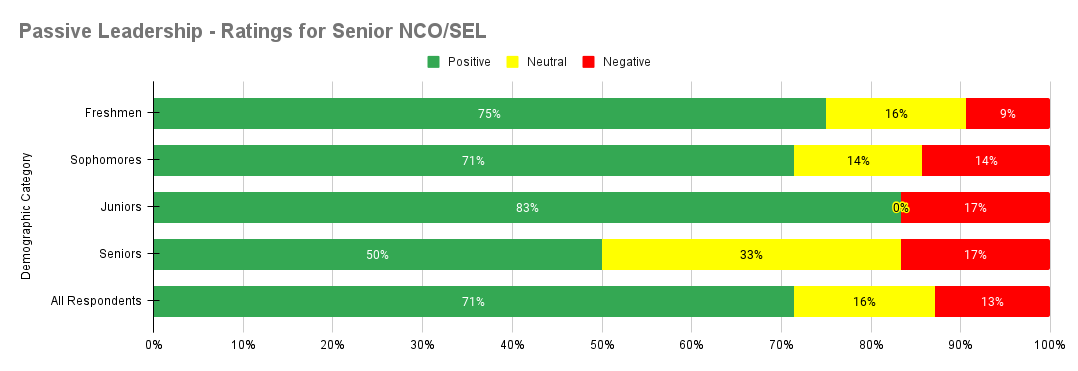 Passive Leadership - Ratings for Senior NCO/SEL
Positive Neutral Negative
Demographic Category
Freshmen 75% 16% 9%
Sophomores 71% 14% 14%
Juniors 83% 0% 17%
Seniors 50% 33% 17%
All Respondents 71% 16% 13%
0% 10% 20% 30% 40% 50% 60% 70% 80% 90% 100%